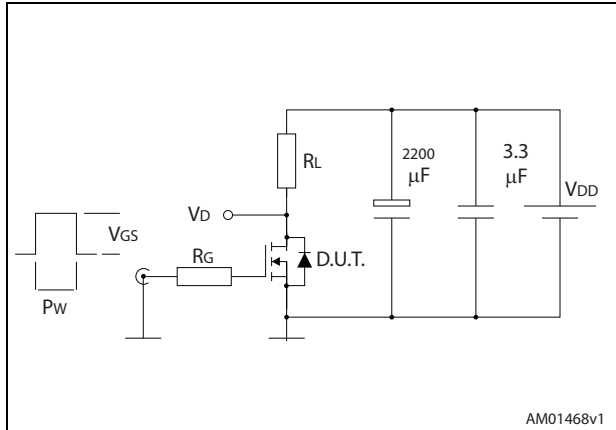 RL
2200
μF
3.3
μF
VDD
VD
VGS
RG
D.U.T.
PW
AM01468v1